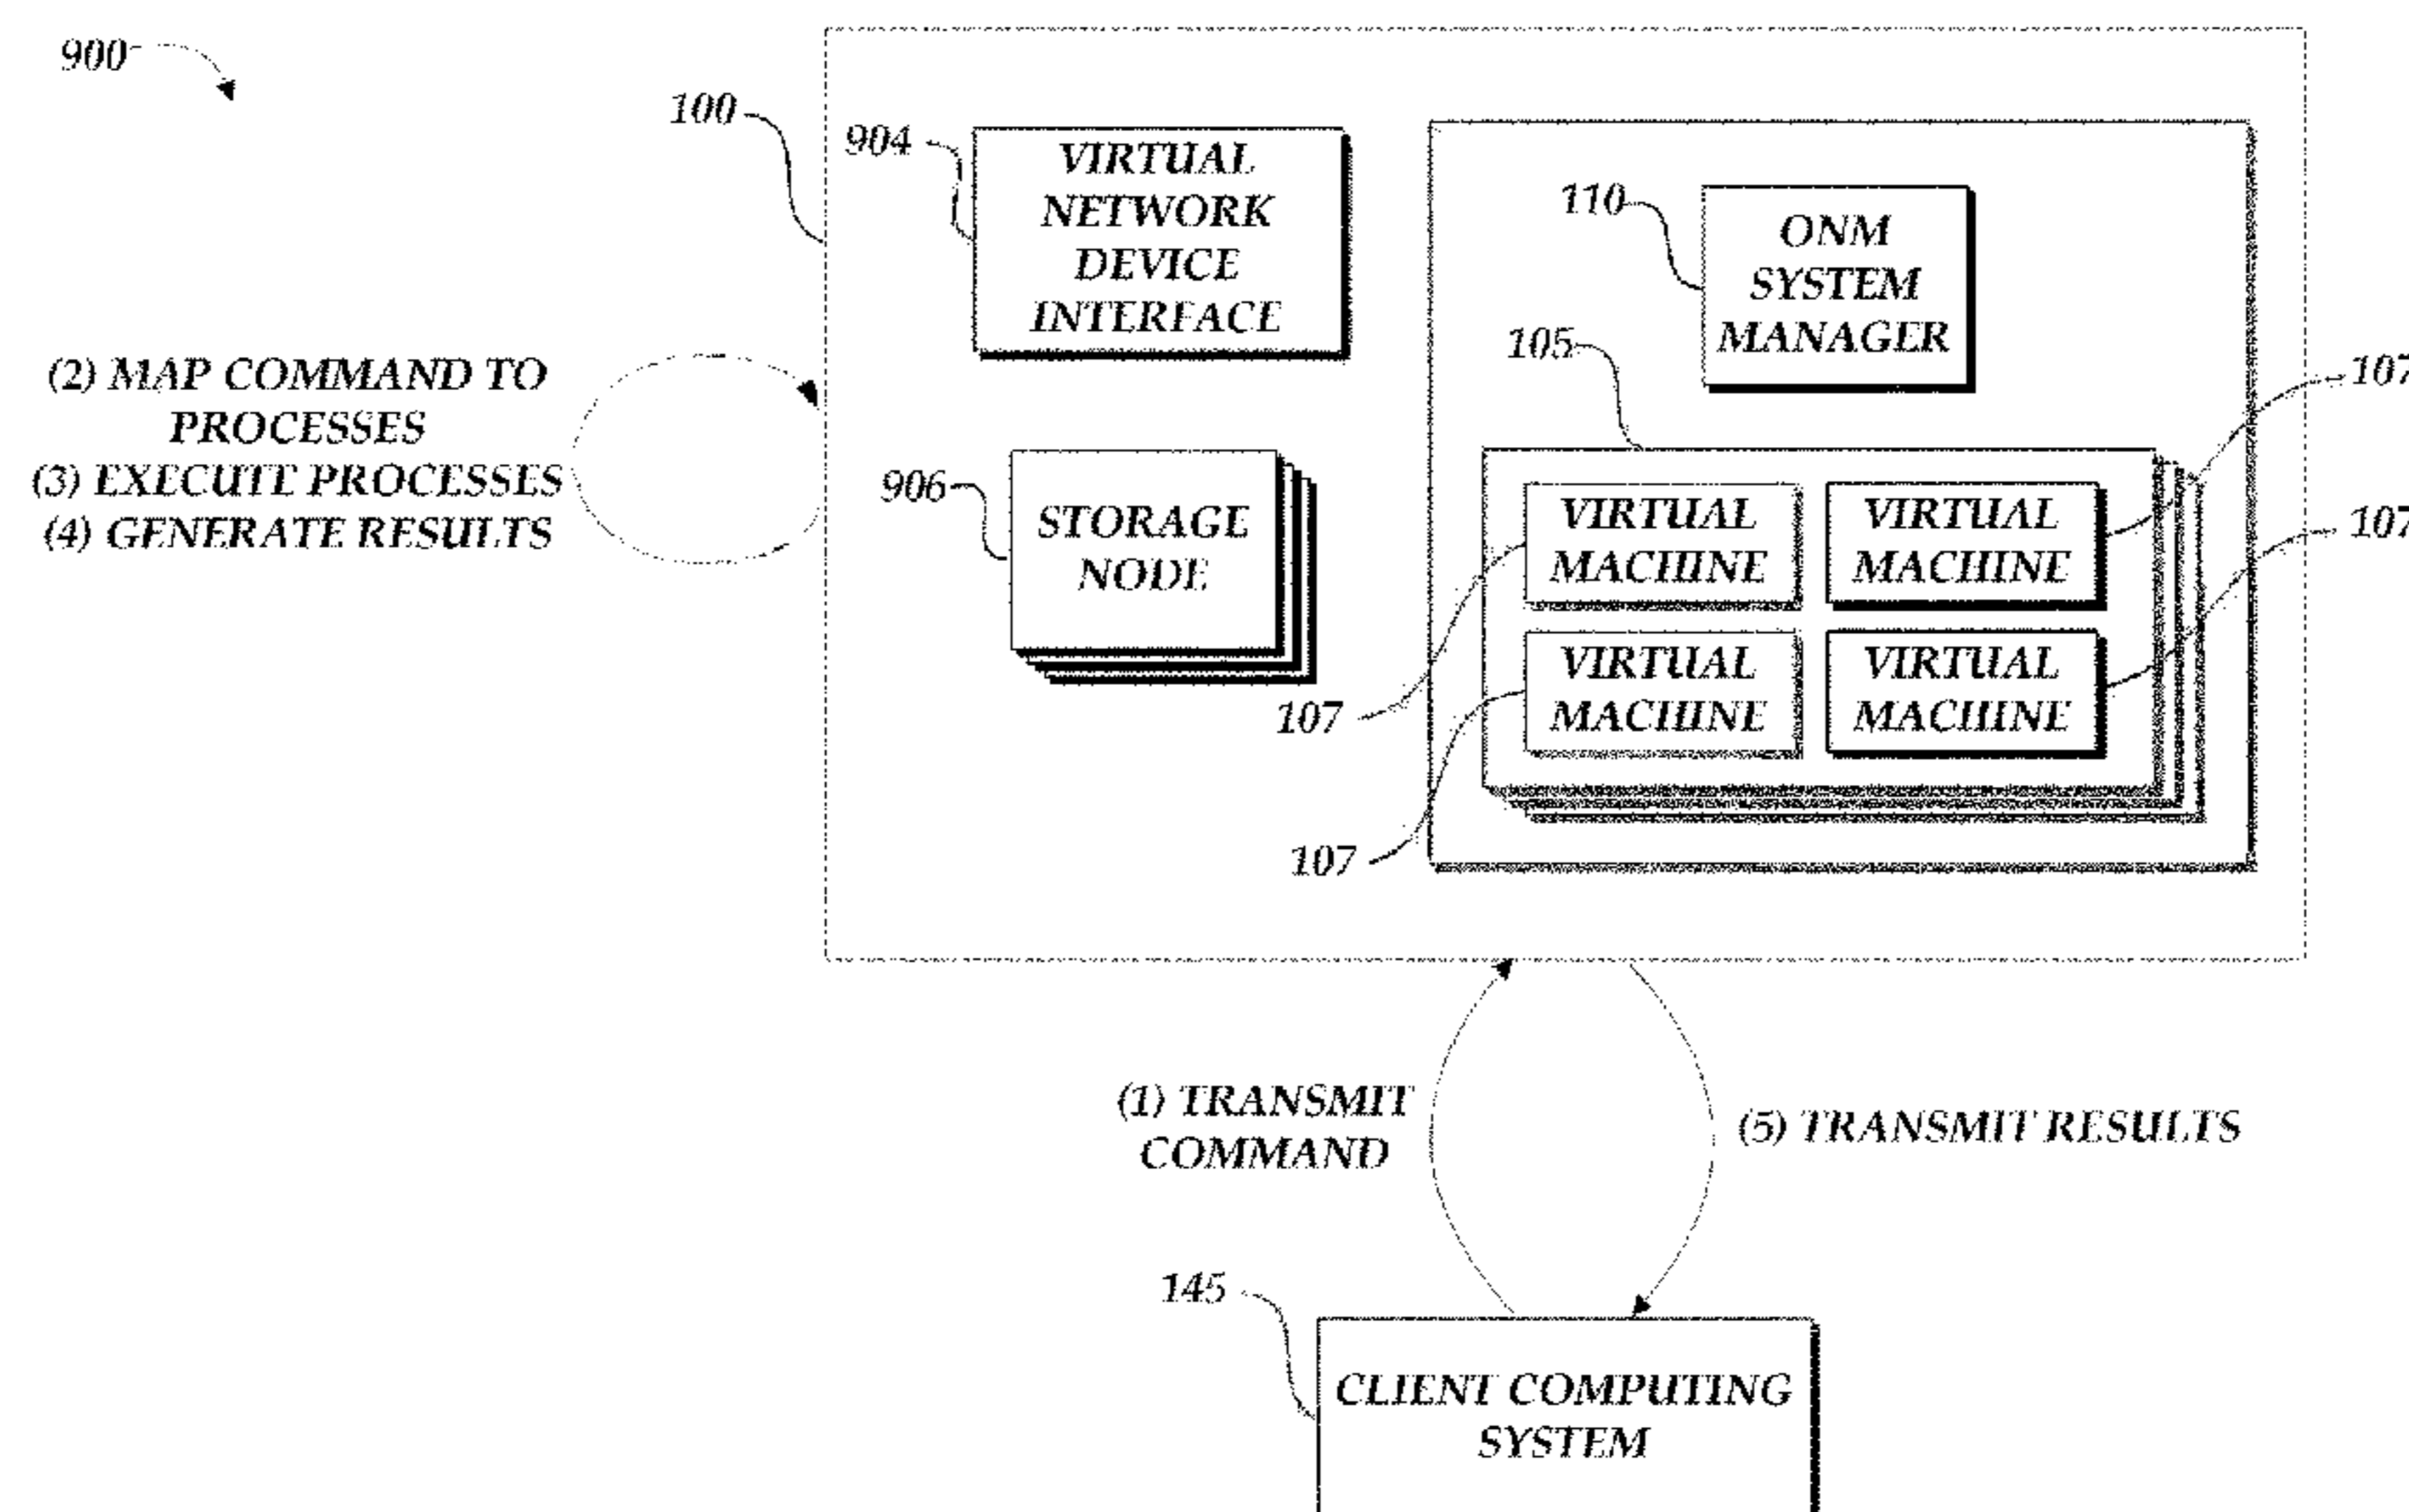 900
100
904
VIRTUAL
NETWORK
DEVICE
INTERFACE
110
ONM
SYSTEM
MANAGER
105
107
(2) MAP COMMAND TO
PROCESSES
(3) EXECUTE PROCESSES
(4) GENERATE RESULTS
906
STORAGE
NODE
VIRTUAL
MACHINE
VIRTUAL
MACHINE
107
VIRTUAL
MACHINE
VIRTUAL
MACHINE
107
107
(1) TRANSMIT
COMMAND
(5) TRANSMIT RESULTS
145
CLIENT COMPUTING
SYSTEM